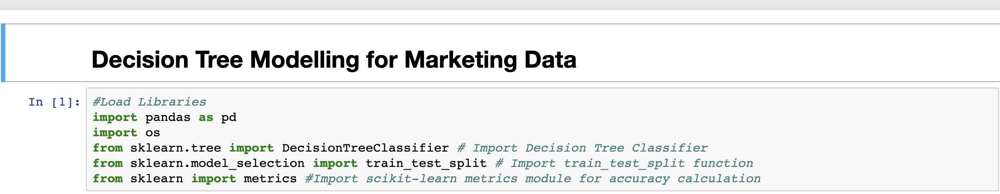 Decision Tree Modelling for Marketing Data
In [1]: #Load Libraries
import pandas as pd
import os
from sklearn.tree import DecisionTreeClassifier # Import Decision Tree Classifier
from sklearn.model_selection import train_test_split # Import train_test_split function
from sklearn import metrics #Import scikit-learn metrics module for accuracy calculation